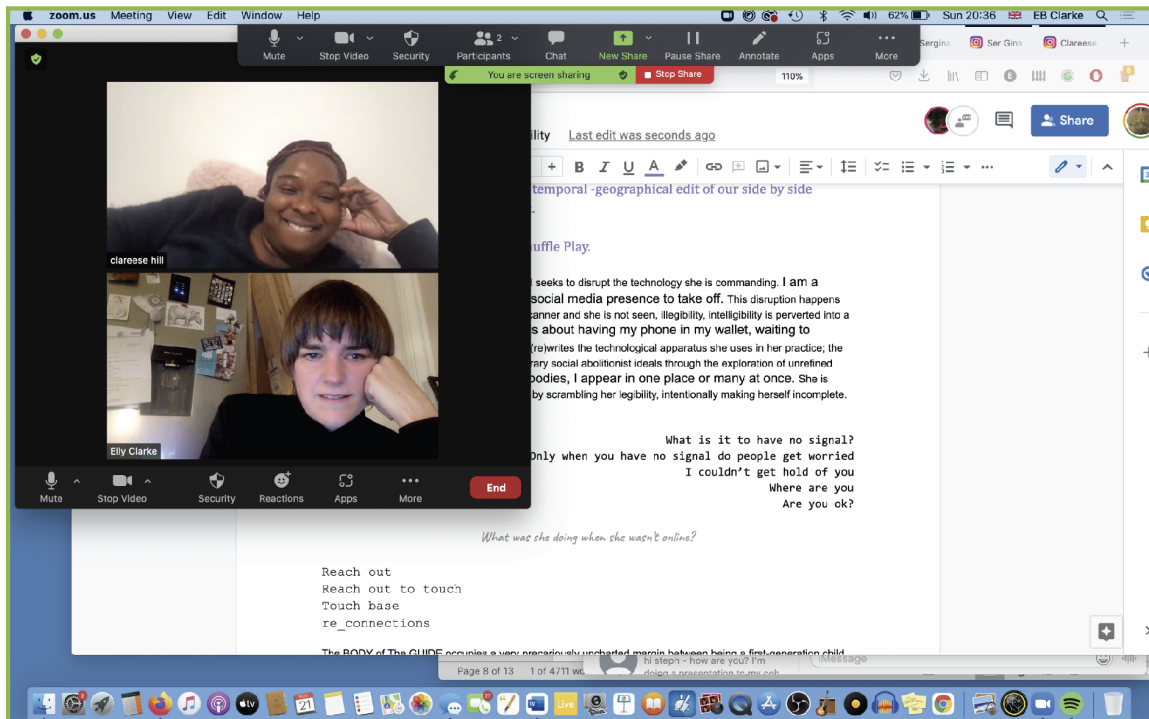 zoom.us Meeting View Edit Window Help
62% Sun 20:36 EB Clarke
Mute Stop Video Security Participants 2 Chat New Share Pause Share Annotate Apps More
Sergina Ser Gina Clareese
You are screen sharing Stop Share
110%
clareese hill
Elly Clarke
Mute Stop Video Security Reactions Apps More End
ility Last edit was seconds ago
Share
B I U A
temporal -geographical edit of our side by side
uffle Play.
seeks to disrupt the technology she is commanding. I am a
social media presence to take off. This disruption happens
canner and she is not seen, illegibility, intelligibility is perverted into a
s about having my phone in my wallet, waiting to
(re)writes the technological apparatus she uses in her practice; the
rary social abolitionist ideals through the exploration of unrefined
bodies, I appear in one place or many at once. She is
by scrambling her legibility, intentionally making herself incomplete.
What is it to have no signal?
Only when you have no signal do people get worried
I couldn't get hold of you
Where are you
Are you ok?
What was she doing when she wasn't online?
Reach out
Reach out to touch
Touch base
re_connections
The BODY of The GUIDE occupies a very precariously uncharted margin between being a first-generation child
Page 8 of 13 1 of 4711 wo
hi steph - how are you? I'm
doing a presentation to my coh
Message
tv
21
Live